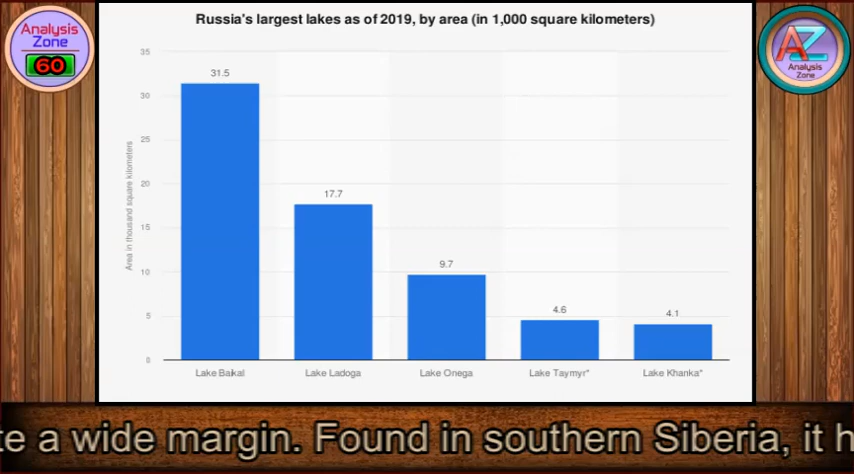 Analysis
Zone
60
Russia's largest lakes as of 2019, by area (in 1,000 square kilometers)
AZ
Analysis
Zone
Area in thousand square kilometers
35
30
25
20
15
10
5
0
31.5
17.7
9.7
4.6
4.1
Lake Baikal
Lake Ladoga
Lake Onega
Lake Taymyr*
Lake Khanka*
a wide margin. Found in southern Siberia, it